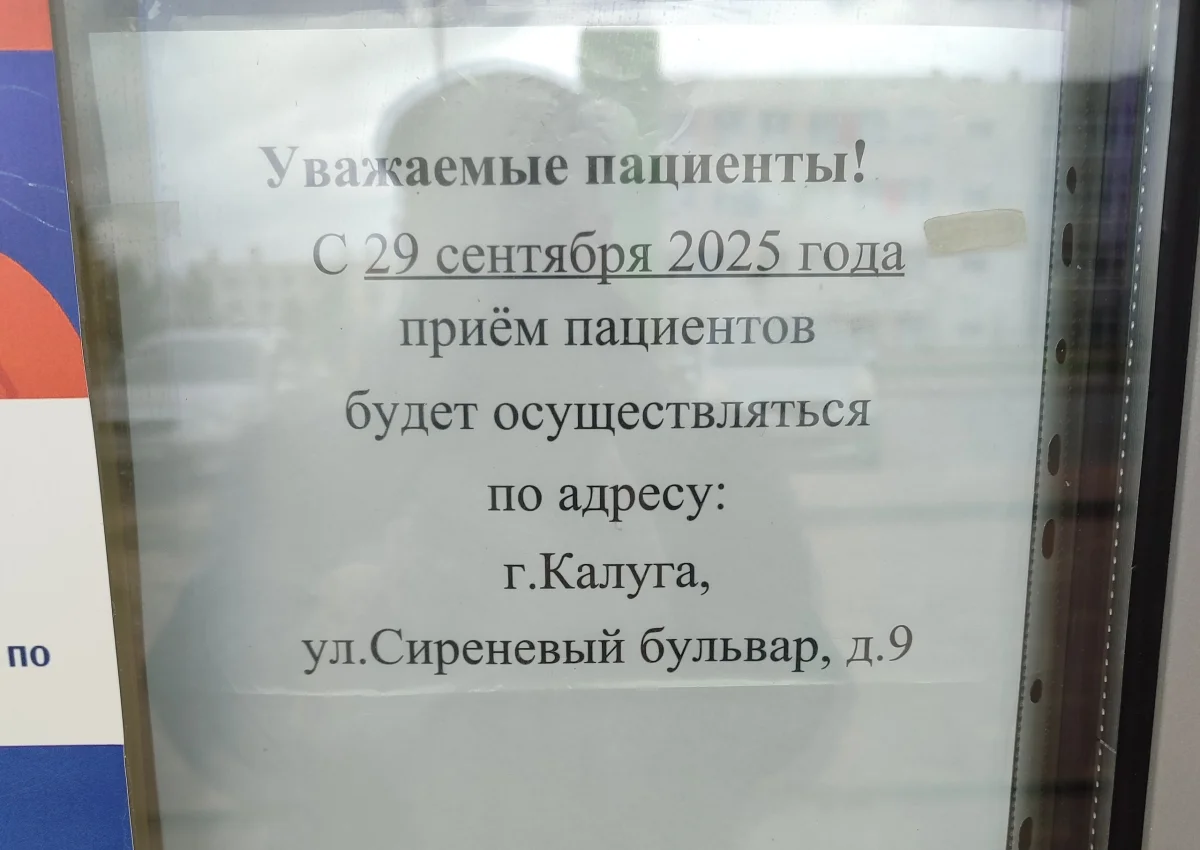 Уважаемые пациенты!
С 29 сентября 2025 года
приём пациентов
будет осуществляться
по адресу:
г.Калуга,
ул.Сиреневый бульвар, д.9
по